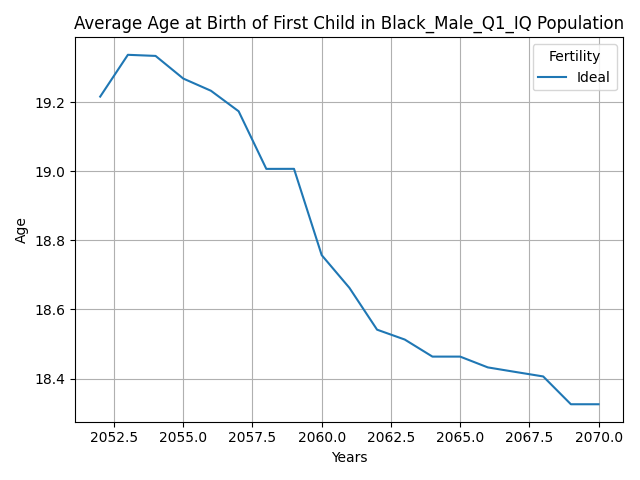 Average Age at Birth of First Child in Black_Male_Q1_IQ Population
Fertility
Ideal
19.2
19.0
18.8
18.6
18.4
Age
2052.5 2055.0 2057.5 2060.0 2062.5 2065.0 2067.5 2070.0
Years